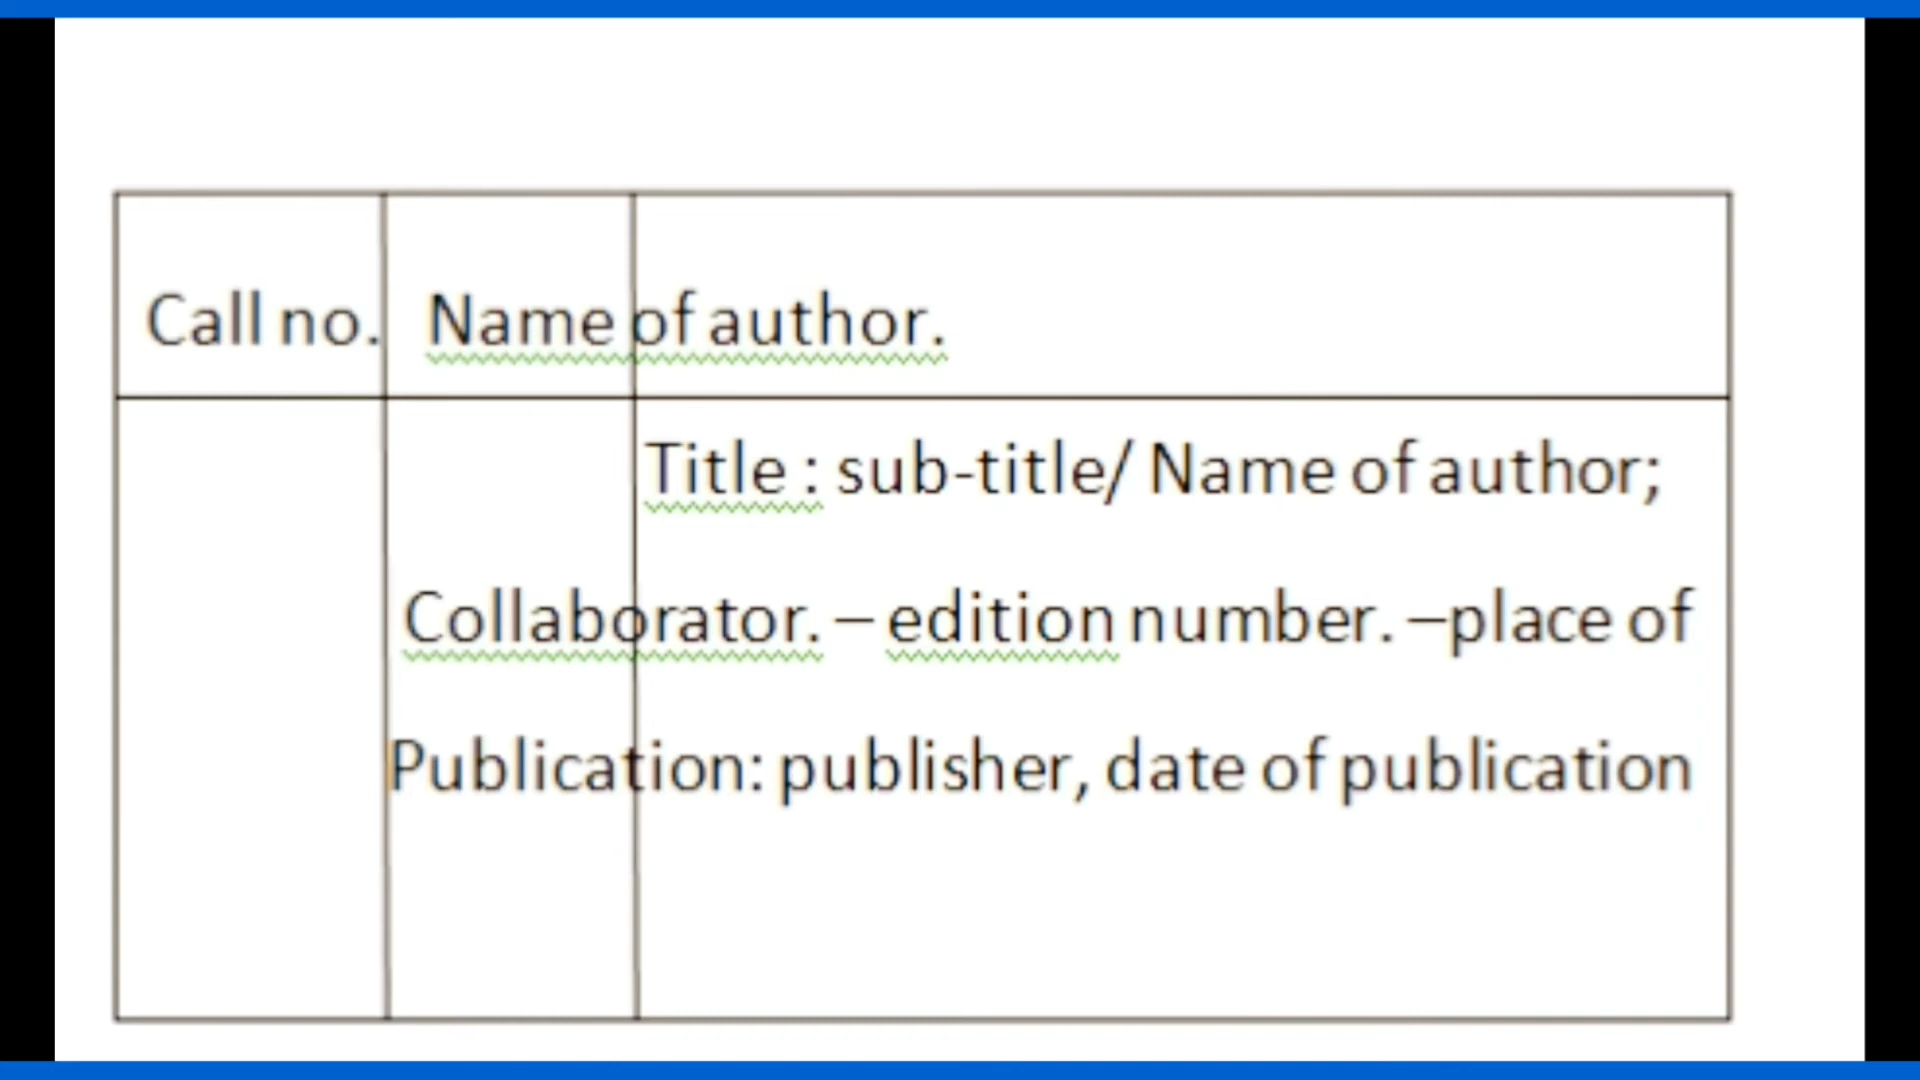 Call no. Name of author.
Title : sub-title/ Name of author;
Collaborator. – edition number. –place of
Publication: publisher, date of publication